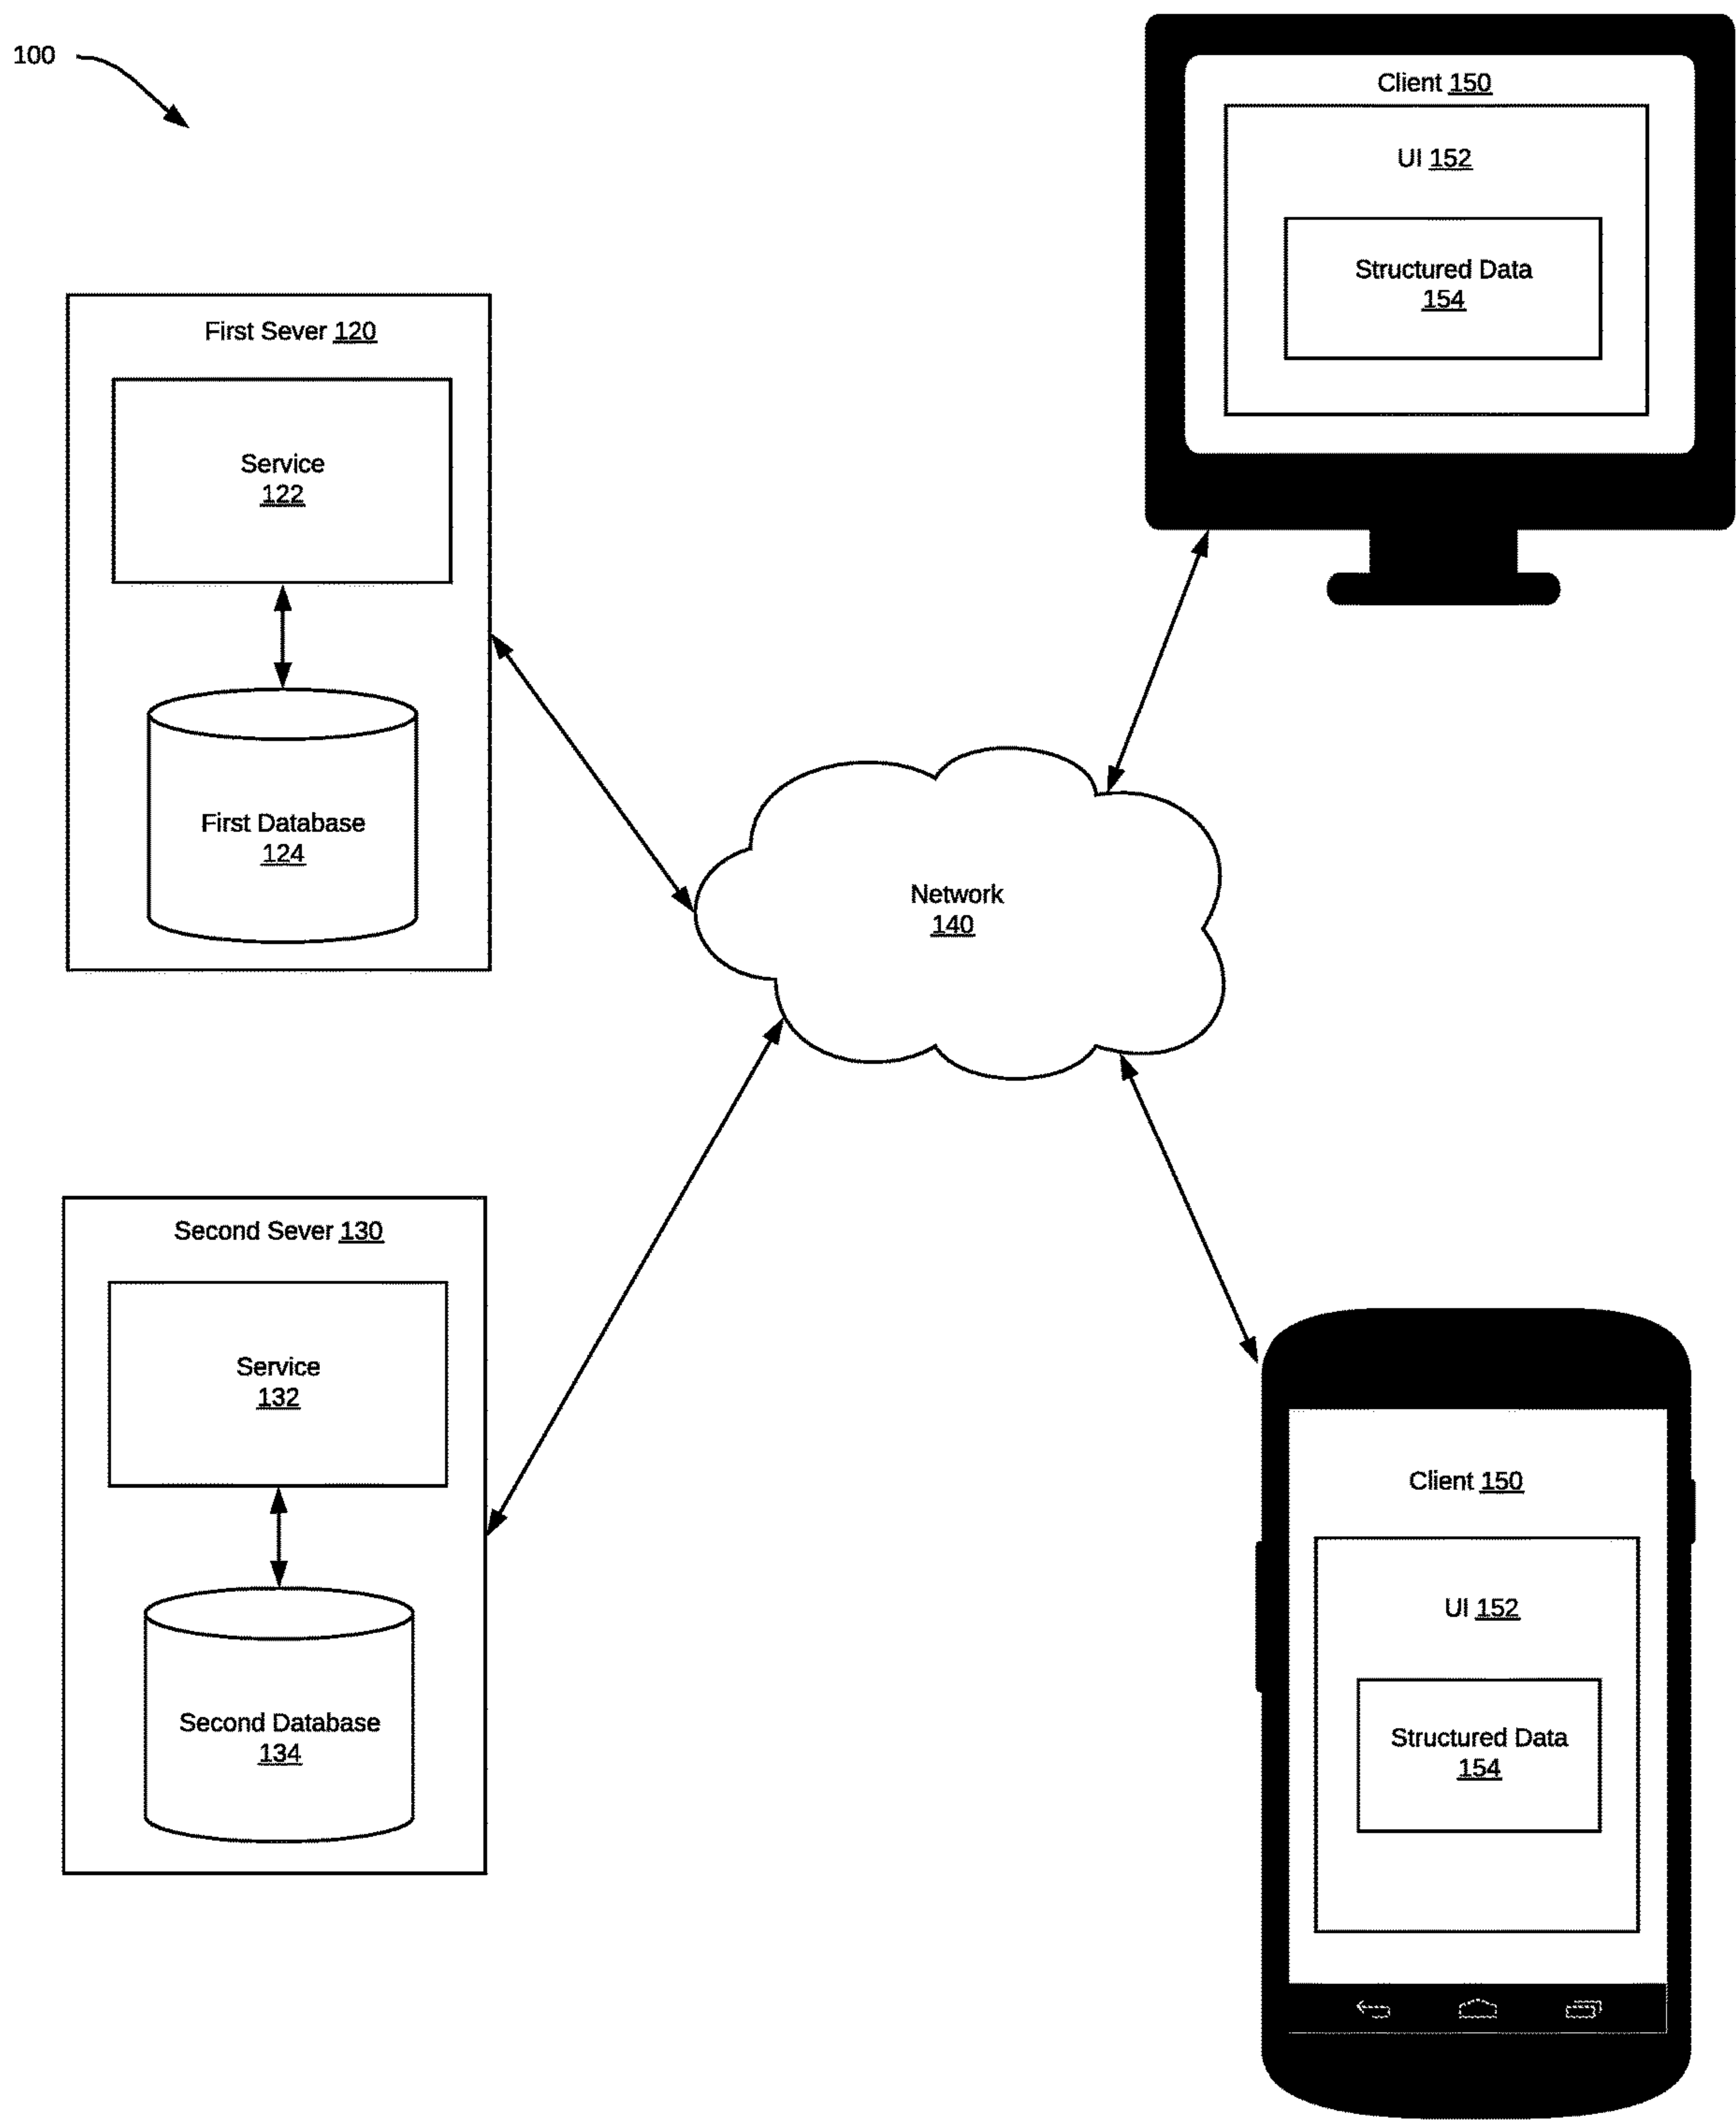 100
Client 150
UI 152
Structured Data
154
First Sever 120
Service
122
First Database
124
Network
140
Second Sever 130
Service
132
Second Database
134
Client 150
UI 152
Structured Data
154